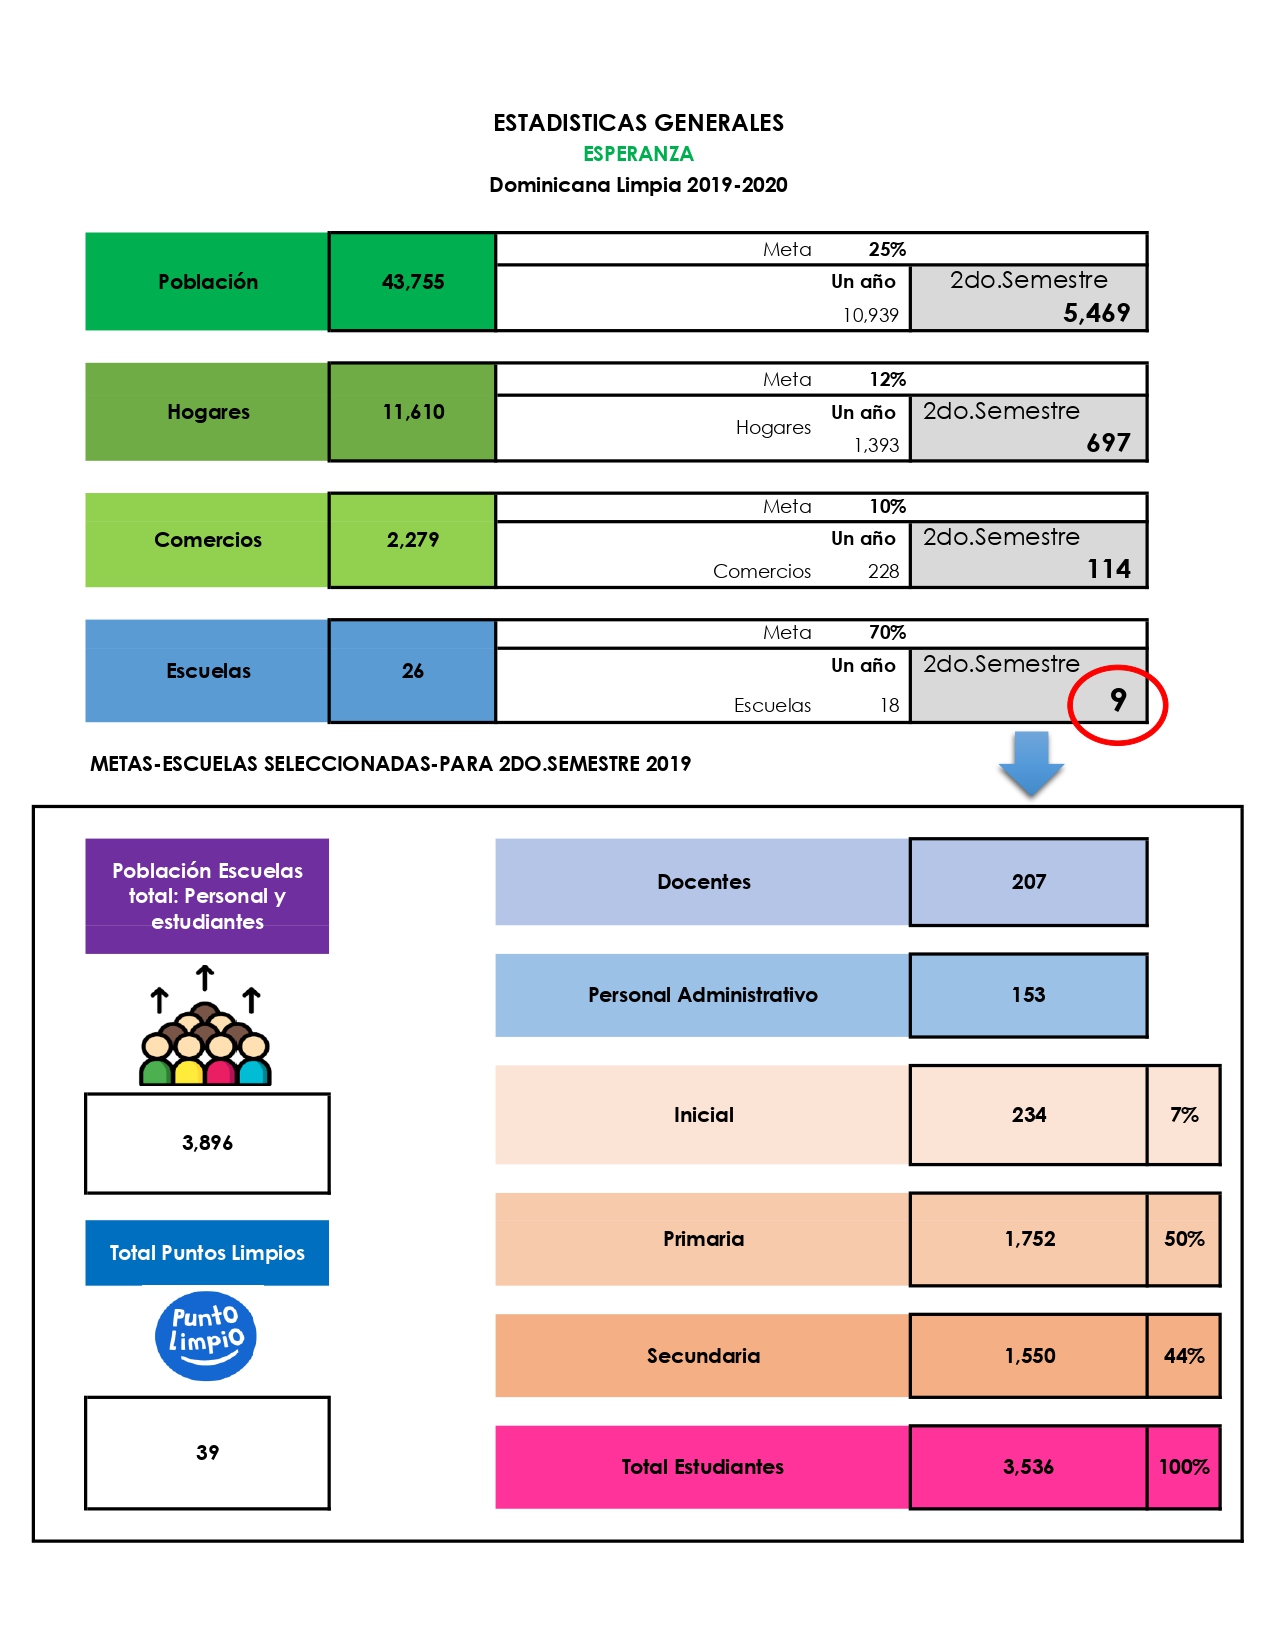 ESTADISTICAS GENERALES
ESPERANZA
Dominicana Limpia 2019-2020
Población
43,755
Meta 25%
Un año
2do.Semestre
10,939
5,469
Hogares
11,610
Meta 12%
Un año
2do.Semestre
Hogares
1,393
697
Comercios
2,279
Meta 10%
Un año
2do.Semestre
Comercios 228
114
Escuelas
26
Meta 70%
Un año
2do.Semestre
Escuelas 18
9
METAS-ESCUELAS SELECCIONADAS-PARA 2DO.SEMESTRE 2019
Población Escuelas
total: Personal y
estudiantes
3,896
Total Puntos Limpios
Punto
Limpio
39
Docentes 207
Personal Administrativo 153
Inicial 234 7%
Primaria 1,752 50%
Secundaria 1,550 44%
Total Estudiantes 3,536 100%